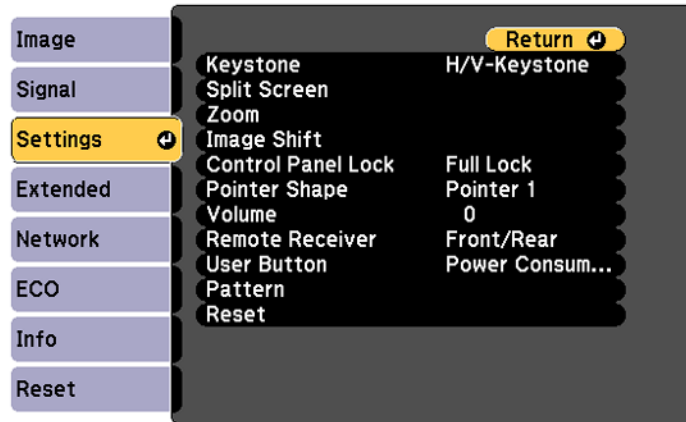 Image
Signal
Settings
Extended
Network
ECO
Info
Reset
Return
Keystone H/V-Keystone
Split Screen
Zoom
Image Shift
Control Panel Lock Full Lock
Pointer Shape Pointer 1
Volume 0
Remote Receiver Front/Rear
User Button Power Consum...
Pattern
Reset